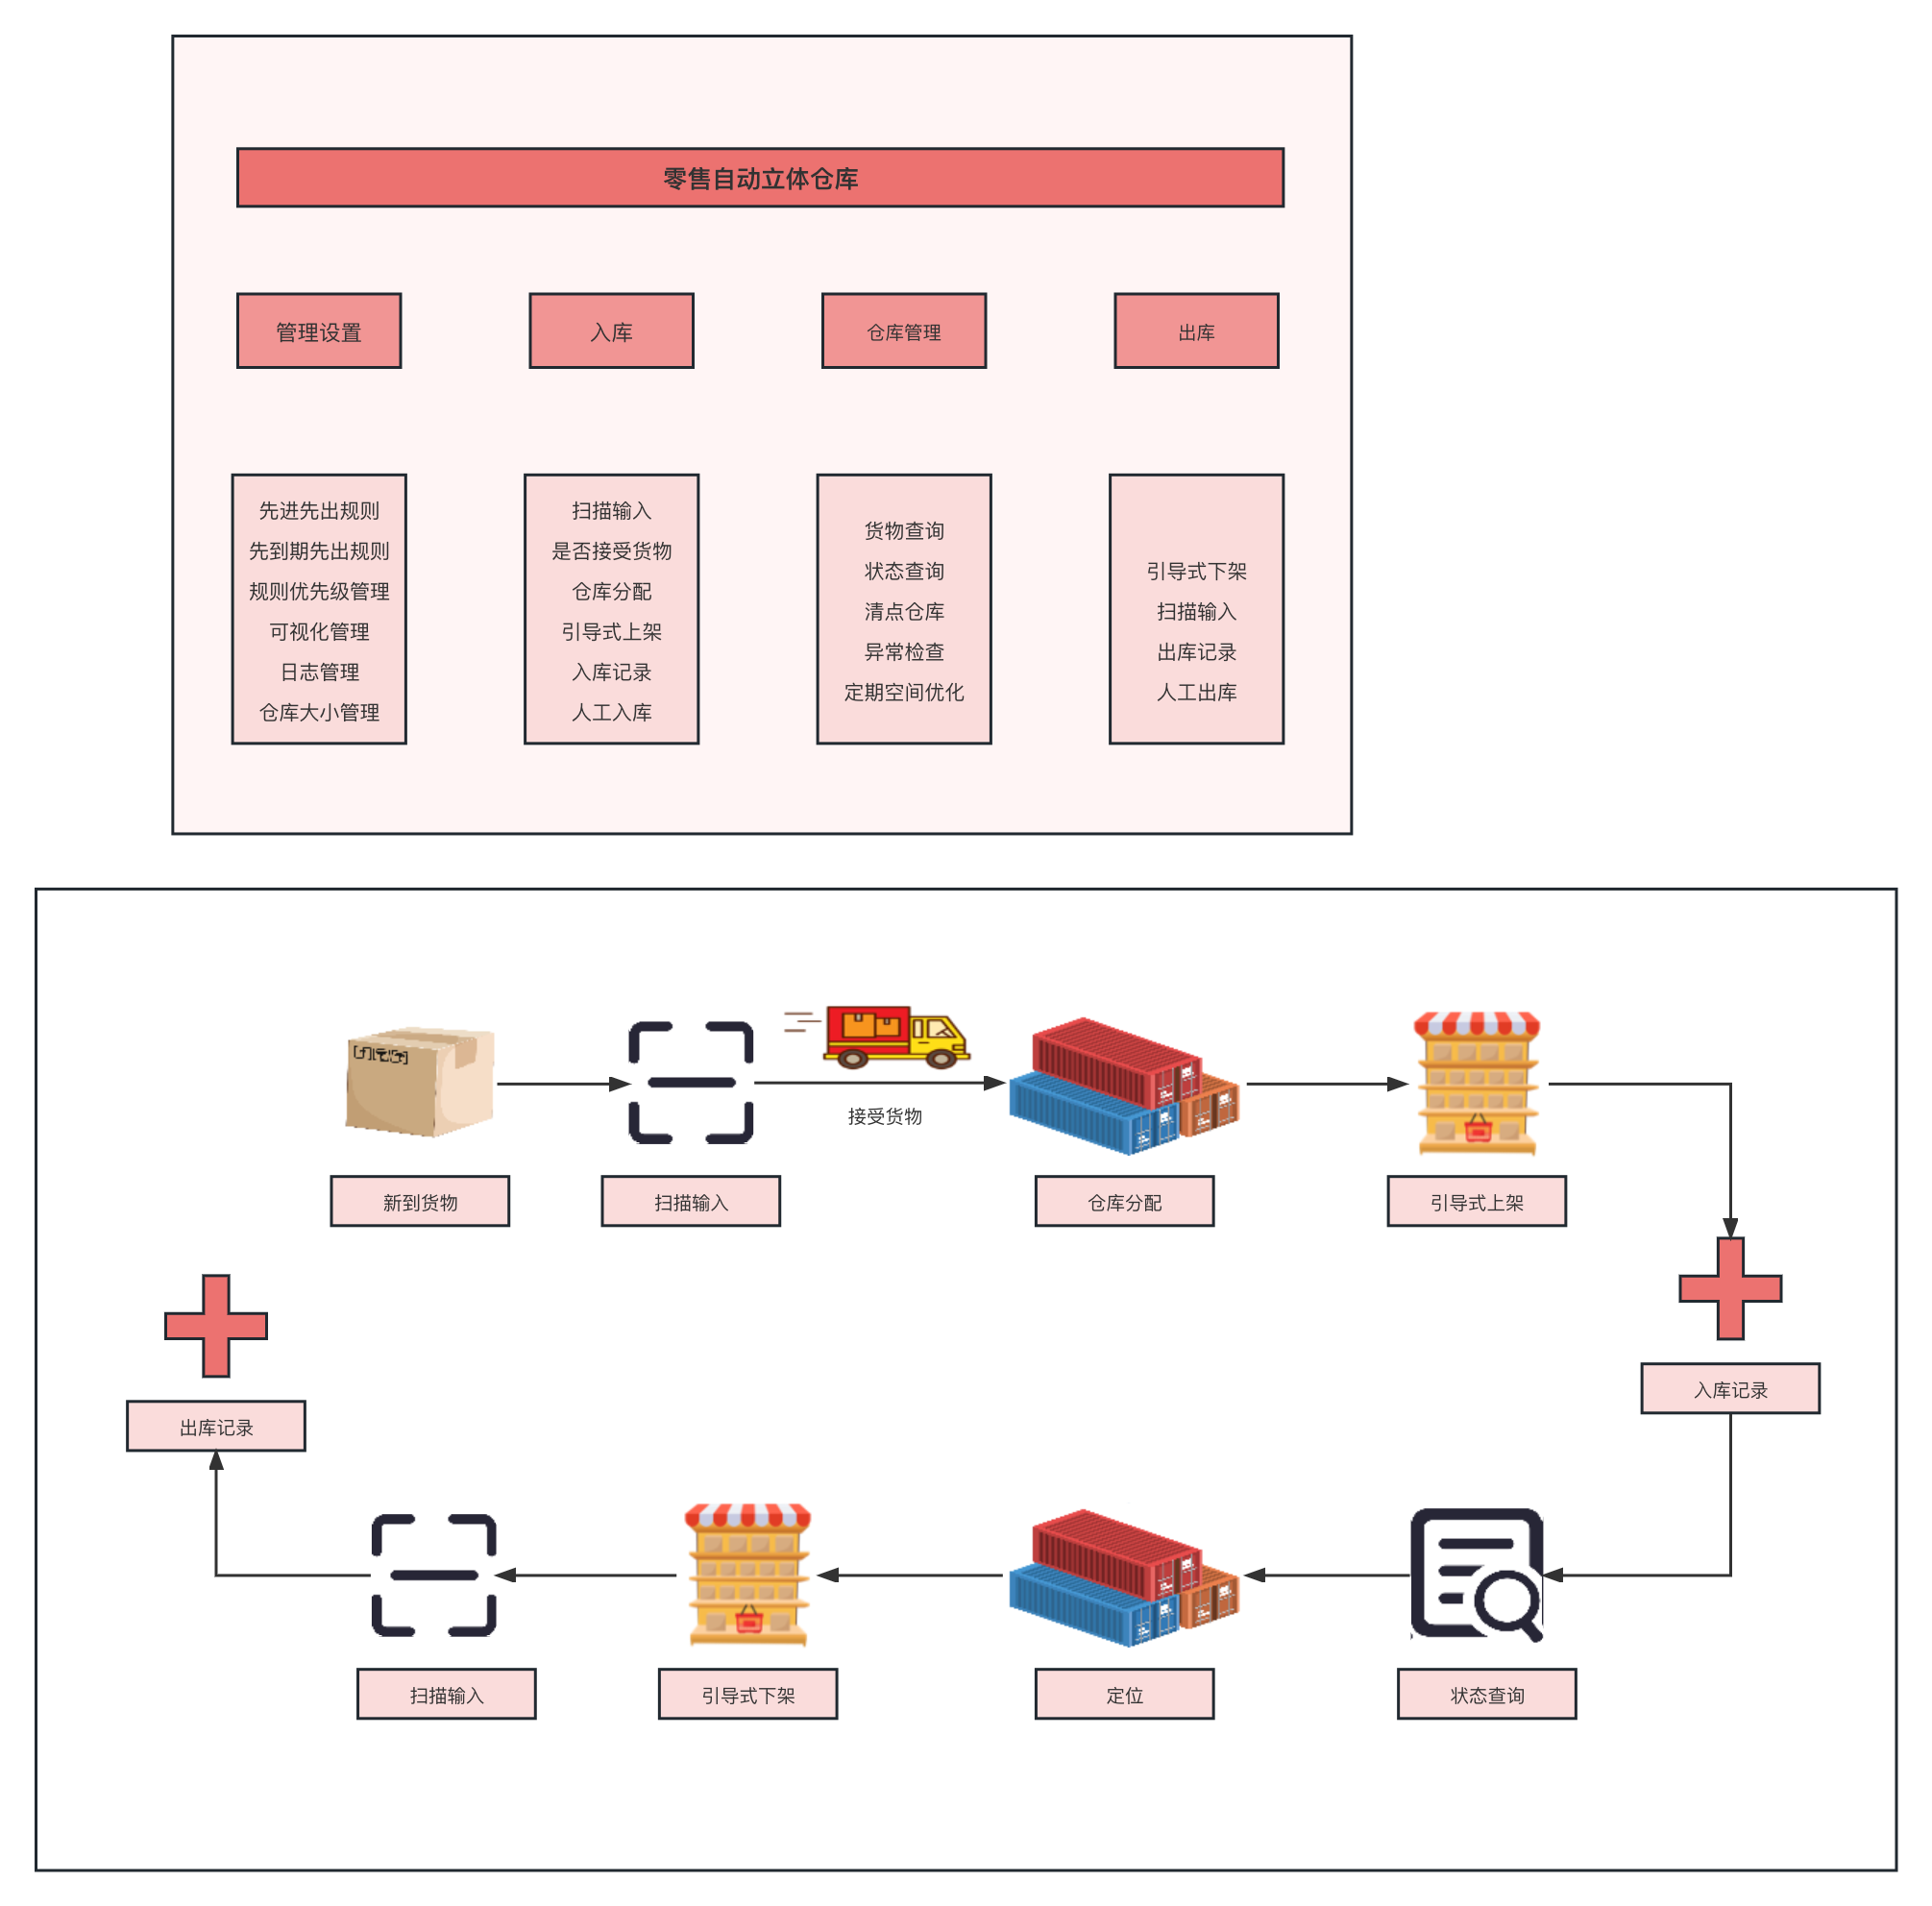 零售自动立体仓库
管理设置
入库
仓库管理
出库
先进先出规则
先到期先出规则
规则优先级管理
可视化管理
日志管理
仓库大小管理
扫描输入
是否接受货物
仓库分配
引导式上架
入库记录
人工入库
货物查询
状态查询
清点仓库
异常检查
定期空间优化
引导式下架
扫描输入
出库记录
人工出库
接受货物
新到货物
扫描输入
仓库分配
引导式上架
入库记录
出库记录
扫描输入
引导式下架
定位
状态查询